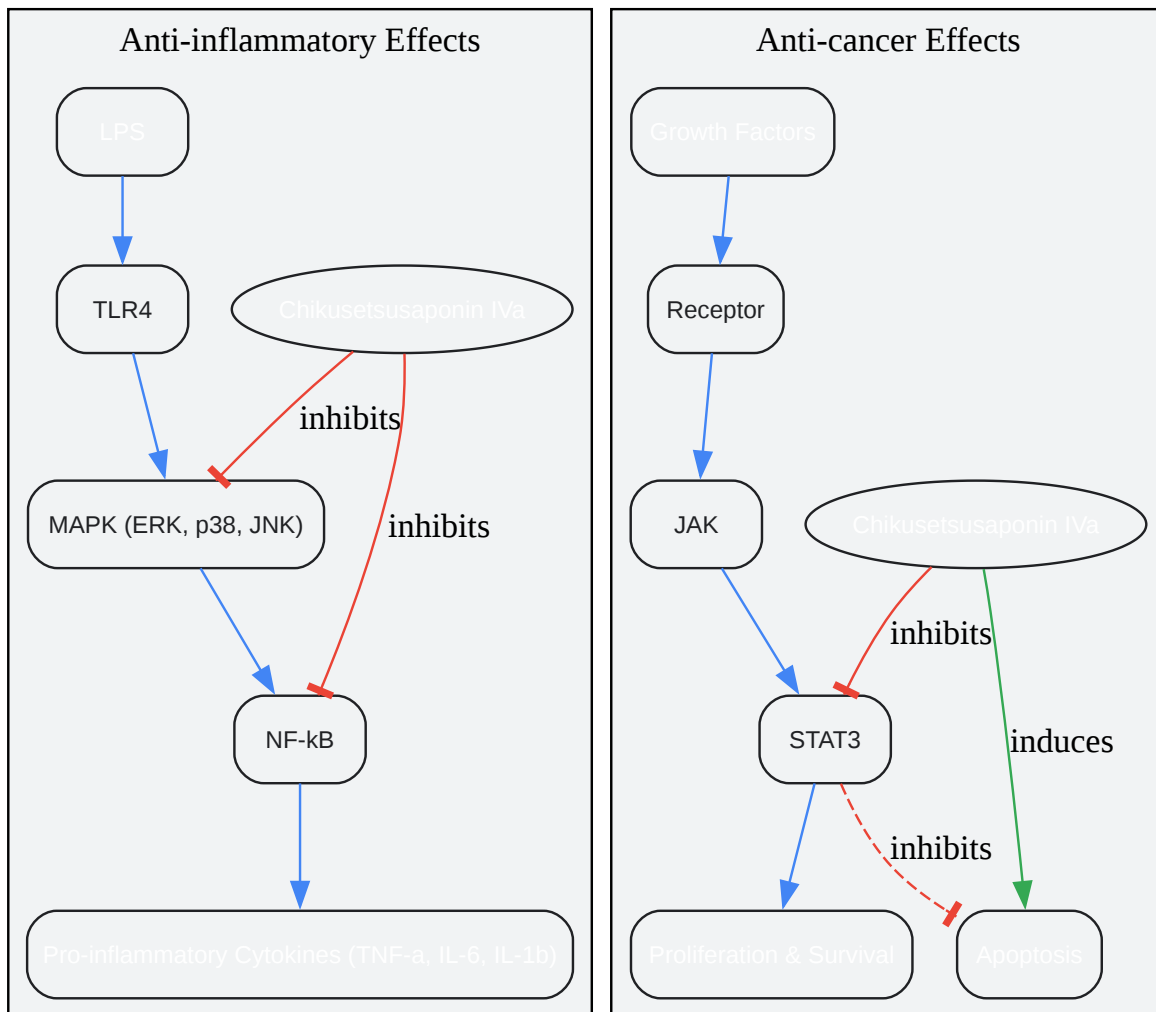 Anti-inflammatory Effects
LPS
TLR4
Chikusetsusaponin IVa
inhibits
MAPK (ERK, p38, JNK)
inhibits
NF-kB
Pro-inflammatory Cytokines (TNF-a, IL-6, IL-1b)
Anti-cancer Effects
Growth Factors
Receptor
JAK
Chikusetsusaponin IVa
inhibits
STAT3
induces
inhibits
Proliferation & Survival
Apoptosis